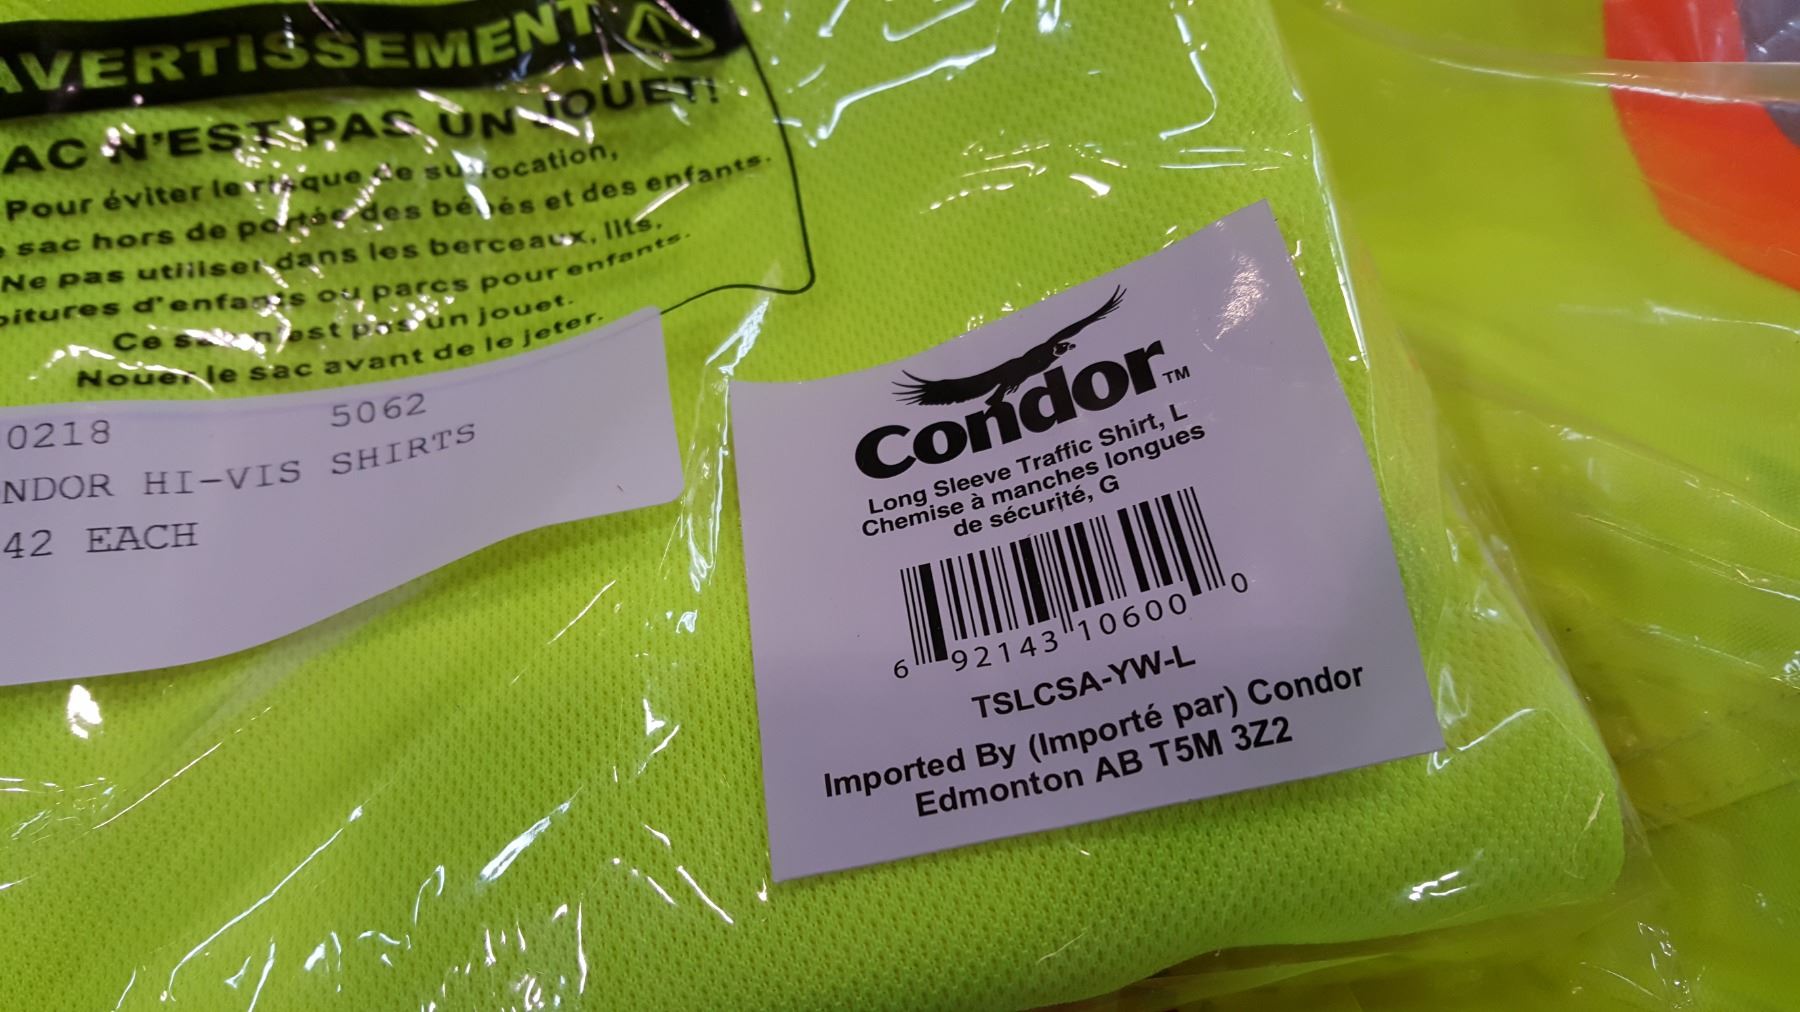 AVERTISSEMENT
AC N'EST PAS UN JOUET!
Pour éviter le risque de suffocation,
sac hors de portée des bébés et des enfants.
Ne pas utiliser dans les berceaux, lits,
oitures d'enfants ou parcs pour enfants.
Ce sac n'est pas un jouet.
Nouer le sac avant de le jeter.
0218 5062
NDOR HI-VIS SHIRTS
42 EACH
Condor™
Long Sleeve Traffic Shirt, L
Chemise à manches longues
de sécurité, G
6 92143 10600 0
TSLCSA-YW-L
Imported By (Importé par) Condor
Edmonton AB T5M 3Z2